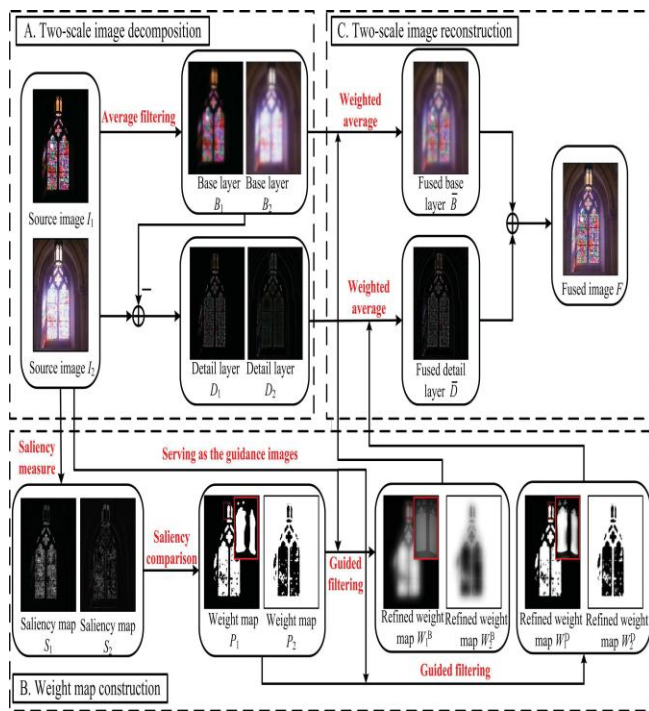 A. Two-scale image decomposition
Source image I₁
Source image I₂
Average filtering
Base layer B₁
Base layer B₂
Detail layer D₁
Detail layer D₂
C. Two-scale image reconstruction
Weighted average
Fused base layer B̅
Weighted average
Fused detail layer D̅
Fused image F
Saliency measure
Serving as the guidance images
Saliency map S₁
Saliency map S₂
Saliency comparison
Weight map P₁
Weight map P₂
Guided filtering
Refined weight map W₁ᴮ
Refined weight map W₂ᴮ
Refined weight map W₁ᴰ
Refined weight map W₂ᴰ
Guided filtering
B. Weight map construction